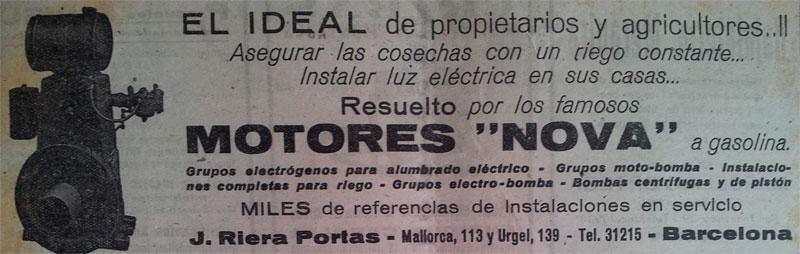 EL IDEAL de propietarios y agricultores..!!
Asegurar las cosechas con un riego constante...
Instalar luz eléctrica en sus casas...
Resuelto por los famosos
MOTORES "NOVA" a gasolina.
Grupos electrógenos para alumbrado eléctrico - Grupos moto-bomba - Instalacio-
nes completas para riego - Grupos electro-bomba - Bombas centrífugas y de pistón
MILES de referencias de Instalaciones en servicio
J. Riera Portas - Mallorca, 113 y Urgel, 139 - Tel. 31215 - Barcelona